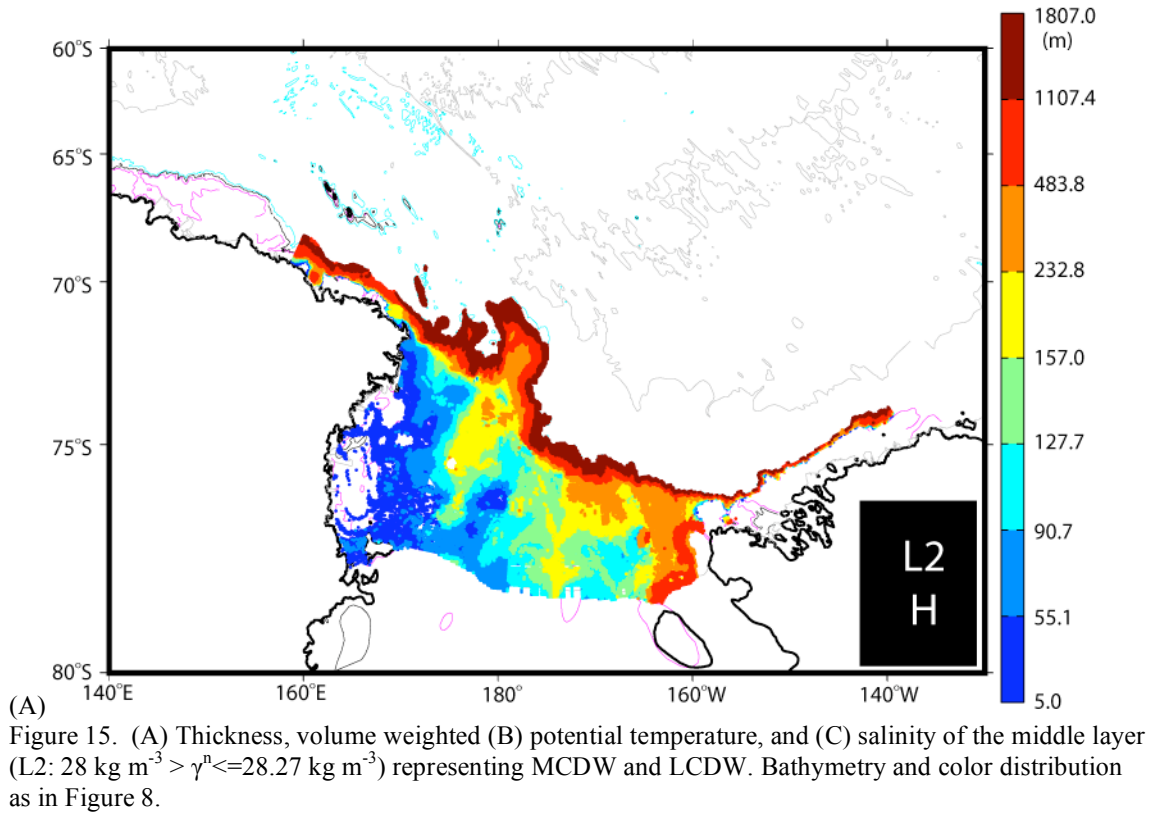 1807.0
(m)
60°S
1107.4
65°S
483.8
232.8
70°S
157.0
127.7
75°S
90.7
L2
H
55.1
80°S
5.0
140°E
160°E
180°
160°W
140°W
(A)
Figure 15. (A) Thickness, volume weighted (B) potential temperature, and (C) salinity of the middle layer
(L2: 28 kg m⁻³ > γⁿ<=28.27 kg m⁻³) representing MCDW and LCDW. Bathymetry and color distribution
as in Figure 8.